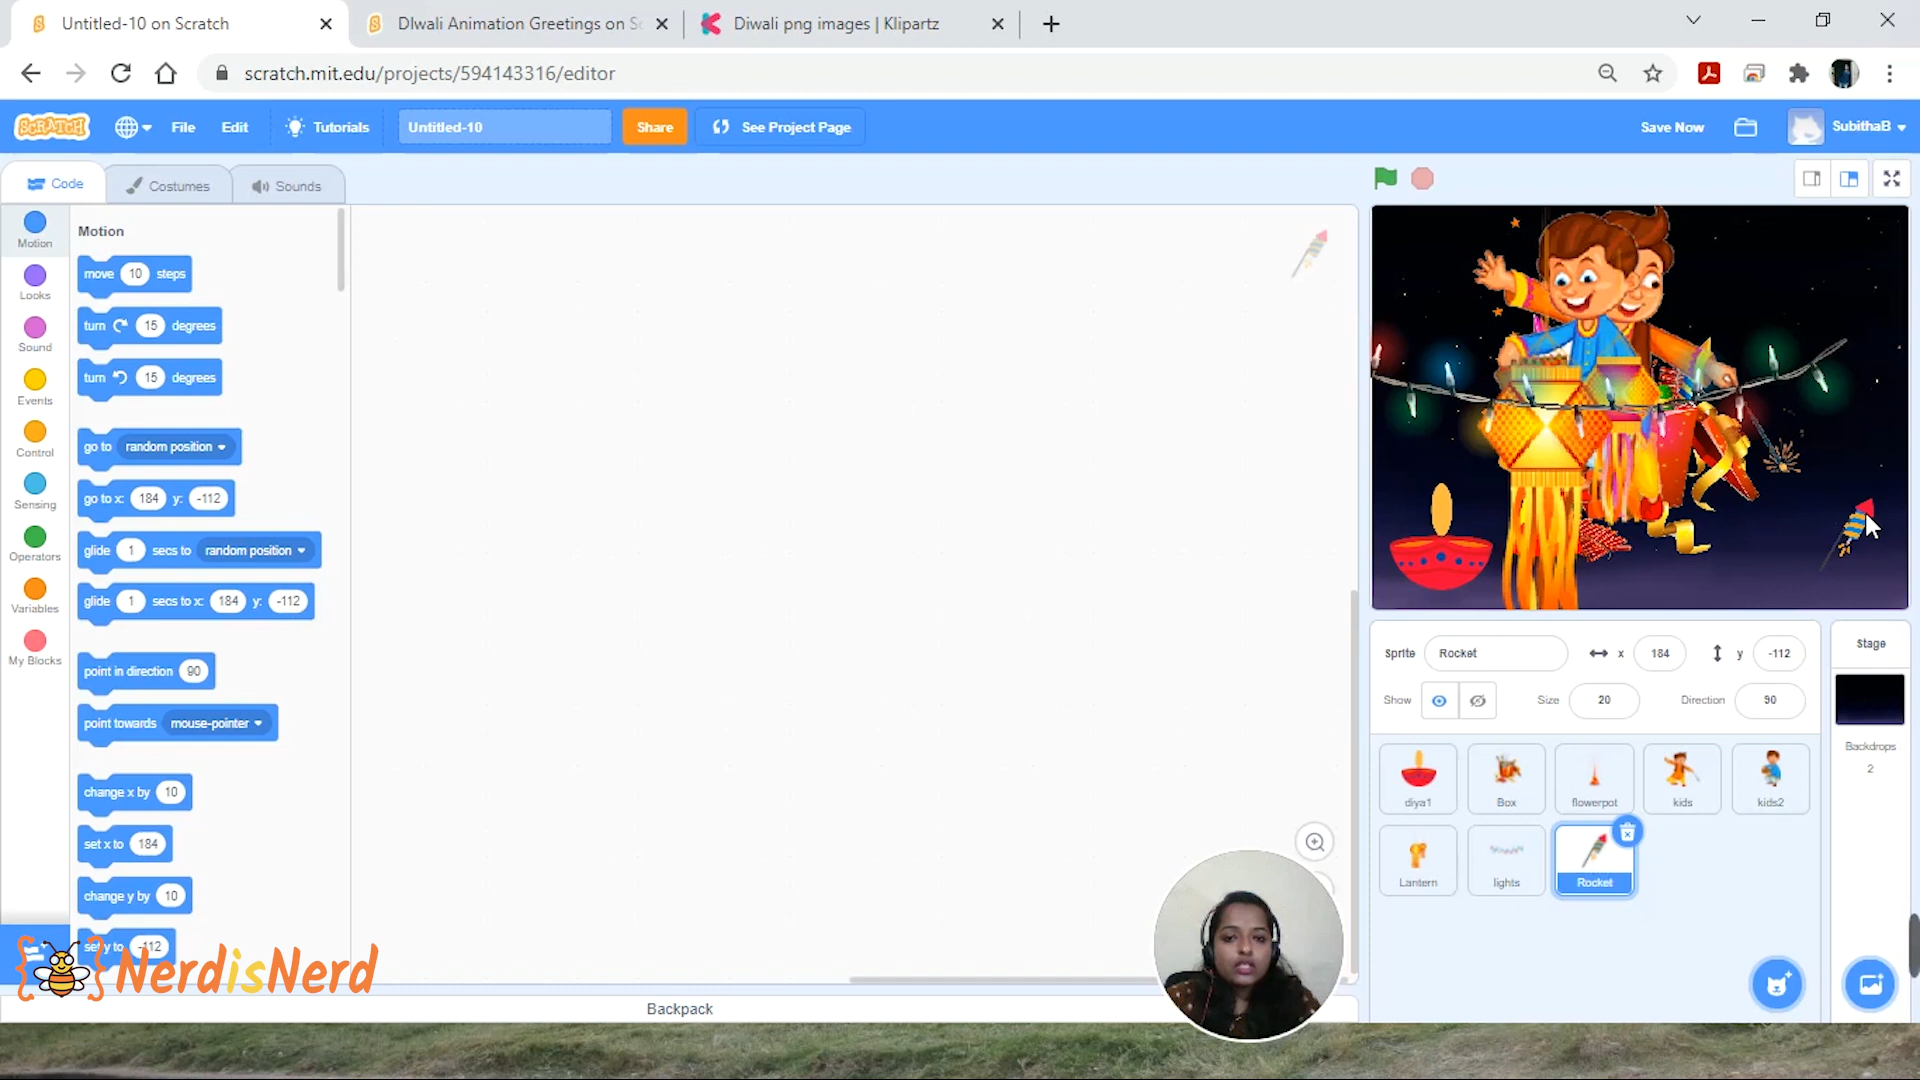 Untitled-10 on Scratch
DIwali Animation Greetings on Sc
Diwali png images | Klipartz
scratch.mit.edu/projects/594143316/editor
SCRATCH
File
Edit
Tutorials
Untitled-10
Share
See Project Page
Save Now
SubithaB
Code
Costumes
Sounds
Motion
Looks
Sound
Events
Control
Sensing
Operators
Variables
My Blocks
Motion
move 10 steps
turn 15 degrees
turn 15 degrees
go to random position
go to x: 184 y: -112
glide 1 secs to random position
glide 1 secs to x: 184 y: -112
point in direction 90
point towards mouse-pointer
change x by 10
set x to 184
change y by 10
set y to -112
NerdisNerd
Backpack
Sprite Rocket x 184 y -112
Show Size 20 Direction 90
diya1
Box
flowerpot
kids
kids2
Lantern
lights
Rocket
Stage
Backdrops
2